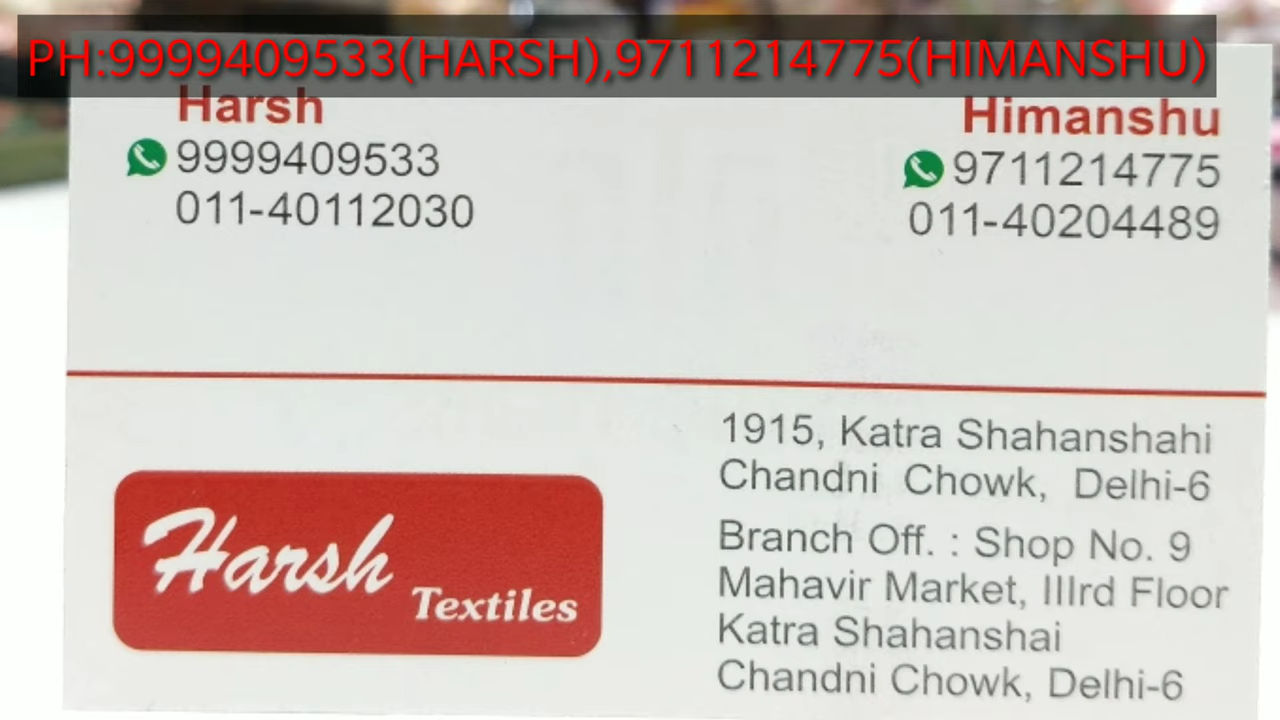 PH:9999409533(HARSH),9711214775(HIMANSHU)
Harsh
9999409533
011-40112030
Himanshu
9711214775
011-40204489
Harsh
Textiles
1915, Katra Shahanshahi
Chandni Chowk, Delhi-6
Branch Off. : Shop No. 9
Mahavir Market, IIIrd Floor
Katra Shahanshai
Chandni Chowk, Delhi-6